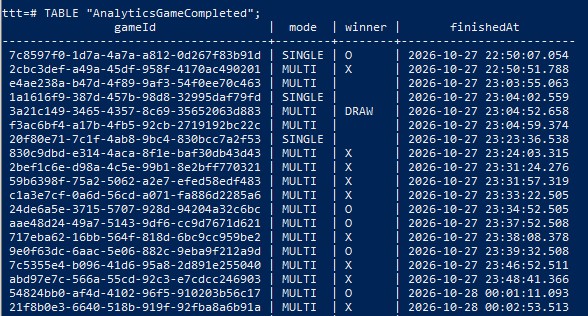 ttt=# TABLE "AnalyticsGameCompleted";
gameId | mode | winner | finishedAt
--------------------------------------+--------+--------+-------------------------
7c8597f0-1d7a-4a7a-a812-0d267f83b91d | SINGLE | O | 2026-10-27 22:50:07.054
2cbc3def-a49a-45df-958f-4170ac490201 | MULTI | X | 2026-10-27 22:50:51.788
e4ae238a-b47d-4f89-9af3-54f0ee70c463 | MULTI | | 2026-10-27 23:03:55.063
1a1616f9-387d-457b-98d8-32995daf79fd | SINGLE | | 2026-10-27 23:04:02.559
3a21c149-3465-4357-8c69-35652063d883 | MULTI | DRAW | 2026-10-27 23:04:52.658
f3ac6bf4-a17b-4fb5-92cb-2719192bc22c | MULTI | | 2026-10-27 23:04:59.374
20f80e71-7c1f-4ab8-9bc4-830bcc7a2f53 | SINGLE | | 2026-10-27 23:23:36.538
830c9dbd-e314-4aca-8f1e-baf30db43d43 | MULTI | X | 2026-10-27 23:24:03.315
2bef1c6e-d98a-4c5e-99b1-8e2bff770321 | MULTI | X | 2026-10-27 23:31:24.276
59b6398f-75a2-5062-a2e7-efed58edf483 | MULTI | X | 2026-10-27 23:31:57.319
c1a3e7cf-0a6d-56cd-a071-fa886d2285a6 | MULTI | X | 2026-10-27 23:33:22.505
24de6a5e-3715-5707-928d-94204a32c6bc | MULTI | O | 2026-10-27 23:34:52.505
aae48d24-49a7-5143-9df6-cc9d7671d621 | MULTI | O | 2026-10-27 23:37:52.508
717eba62-16bb-564f-818d-6bc9cc959be2 | MULTI | X | 2026-10-27 23:38:08.378
9e0f63dc-6aac-5e06-882c-9eba9f212a9d | MULTI | O | 2026-10-27 23:39:52.508
7c5355e4-b096-41d6-95a8-2d891e255040 | MULTI | X | 2026-10-27 23:46:52.511
abd97e7c-566a-55cd-92c3-e7cdcc246903 | MULTI | X | 2026-10-27 23:48:41.366
54824bb0-af4d-4102-96f5-910203b56c17 | MULTI | O | 2026-10-28 00:01:11.093
21f8b0e3-6640-518b-919f-92fba8a6b91a | MULTI | X | 2026-10-28 00:02:53.513